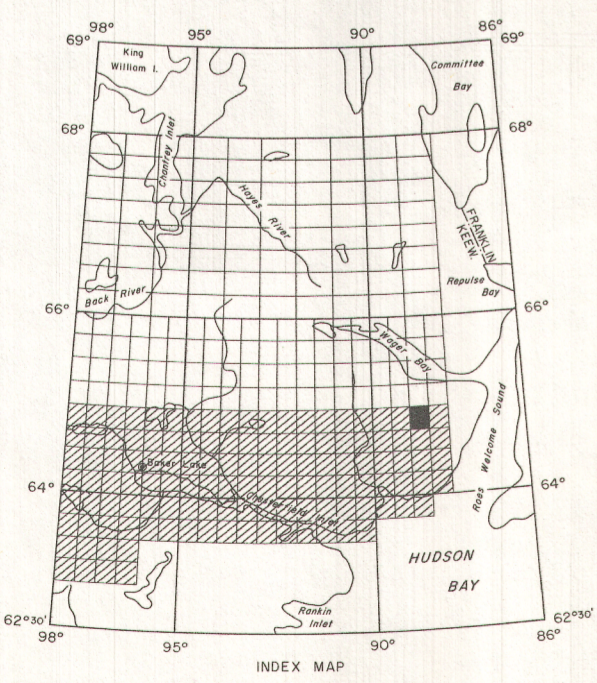 98°
95°
90°
86°
69°
69°
King
William I.
Committee
Bay
68°
68°
Chantrey Inlet
Hayes River
FRANKLIN
KEEW.
Repulse
Bay
Back River
66°
66°
Wager Bay
Roes Welcome Sound
Baker Lake
64°
64°
Chesterfield Inlet
HUDSON
BAY
Rankin
Inlet
62°30'
62°30'
98°
95°
90°
86°
INDEX MAP